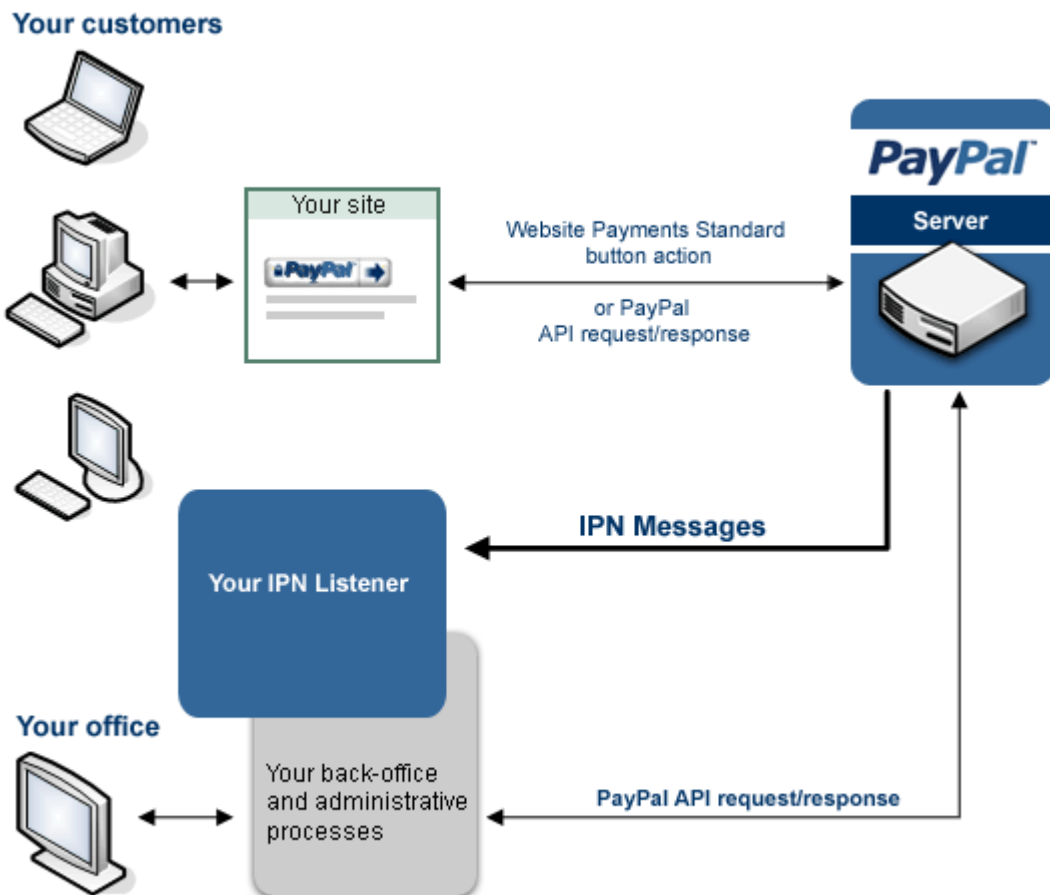 Your customers
PayPal™
Server
Your site
PayPal
Website Payments Standard
button action
or PayPal
API request/response
IPN Messages
Your IPN Listener
Your office
Your back-office
and administrative
processes
PayPal API request/response